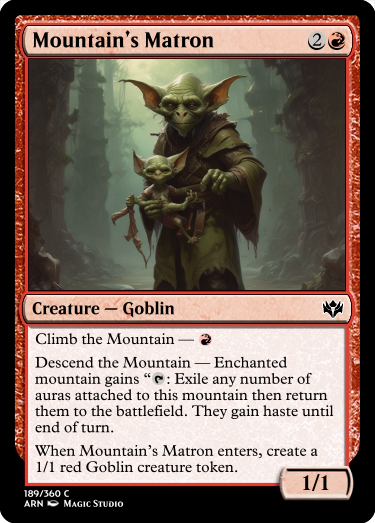 Mountain's Matron 2
Creature — Goblin
Climb the Mountain —
Descend the Mountain — Enchanted
mountain gains “: Exile any number of
auras attached to this mountain then return
them to the battlefield. They gain haste until
end of turn.
When Mountain's Matron enters, create a
1/1 red Goblin creature token.
1/1
189/360 C
ARN Magic Studio